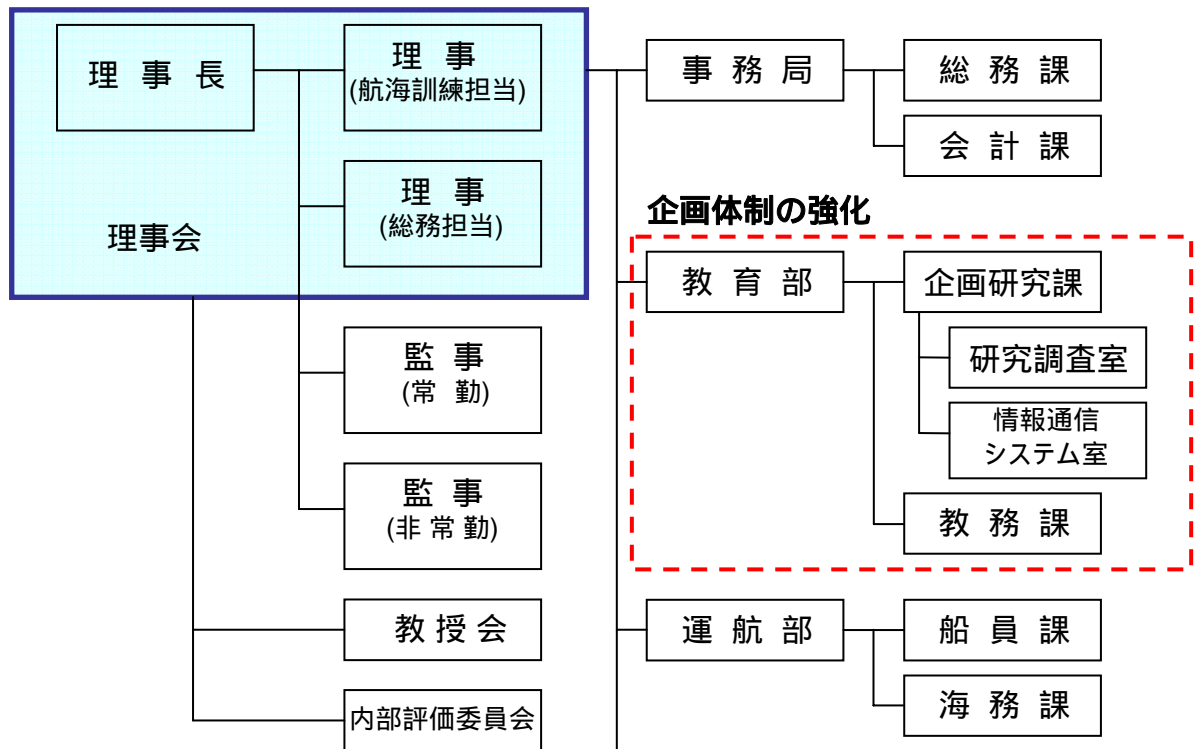 理事長
理事
(航海訓練担当)
理事
(総務担当)
理事会
監事
(常勤)
監事
(非常勤)
教授会
内部評価委員会
事務局
総務課
会計課
企画体制の強化
教育部
企画研究課
研究調査室
情報通信
システム室
教務課
運航部
船員課
海務課